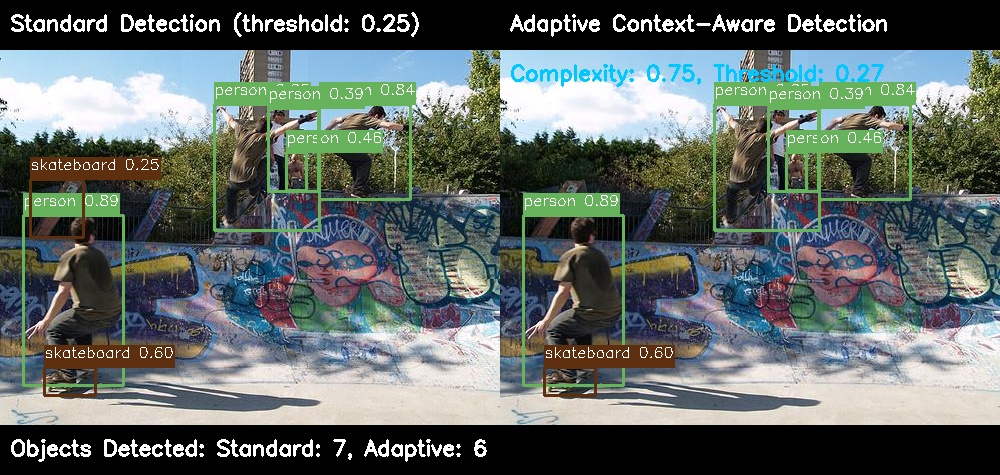 Standard Detection (threshold: 0.25)
Adaptive Context-Aware Detection
Complexity: 0.75, Threshold: 0.27
person
person 0.39
0.84
person
person 0.39
0.84
person 0.46
person 0.46
skateboard 0.25
person 0.89
person 0.89
skateboard 0.60
skateboard 0.60
Objects Detected: Standard: 7, Adaptive: 6